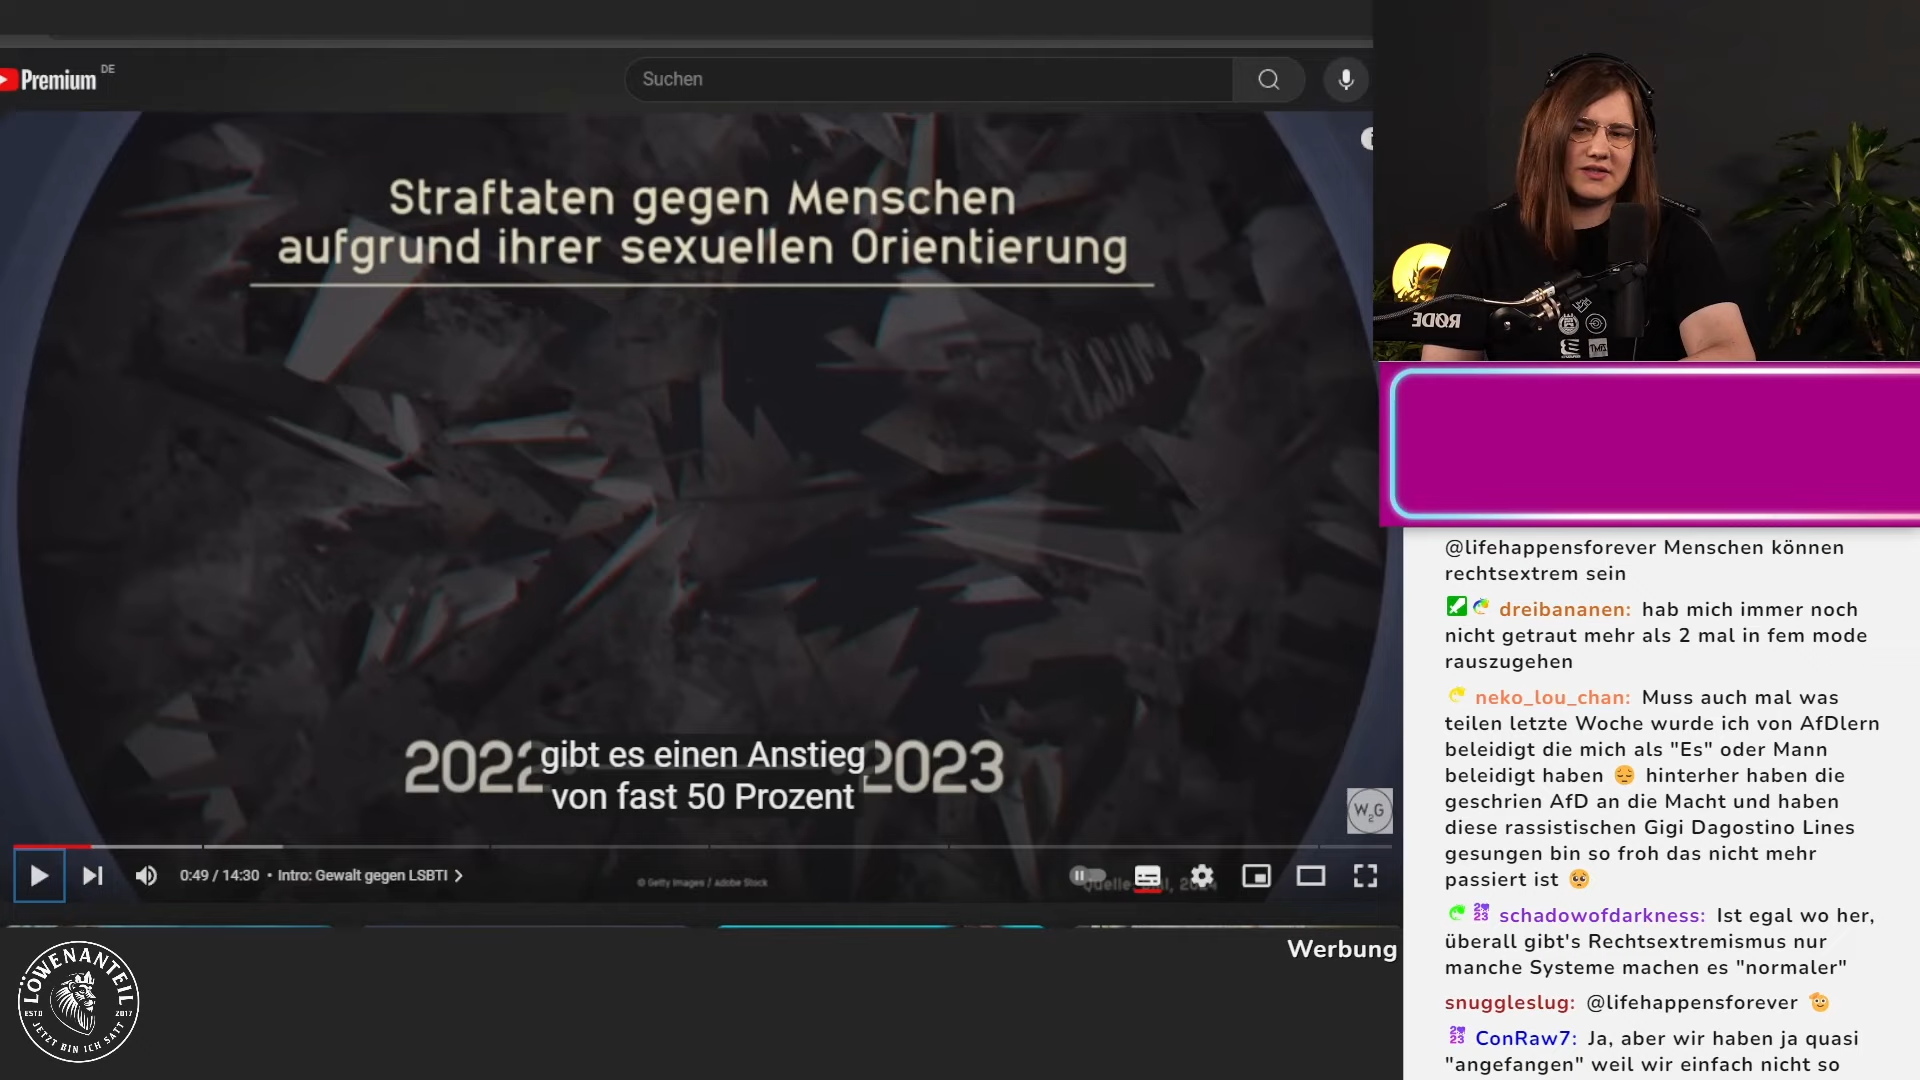 Premium DE
Suchen
Straftaten gegen Menschen
aufgrund ihrer sexuellen Orientierung
2022 2023
gibt es einen Anstieg
von fast 50 Prozent
W2G
0:49 / 14:30 • Intro: Gewalt gegen LSBTI
© Getty Images / Adobe Stock
Quelle: 
Werbung
LÖWENANTEIL
ESTD 2017
JETZT BIN ICH SATT
RØDE
@lifehappensforever Menschen können
rechtsextrem sein
dreibananen: hab mich immer noch
nicht getraut mehr als 2 mal in fem mode
rauszugehen
neko_lou_chan: Muss auch mal was
teilen letzte Woche wurde ich von AfDlern
beleidigt die mich als "Es" oder Mann
beleidigt haben 😔 hinterher haben die
geschrien AfD an die Macht und haben
diese rassistischen Gigi Dagostino Lines
gesungen bin so froh das nicht mehr
passiert ist 🥺
schadowofdarkness: Ist egal wo her,
überall gibt's Rechtsextremismus nur
manche Systeme machen es "normaler"
snuggleslug: @lifehappensforever
ConRaw7: Ja, aber wir haben ja quasi
"angefangen" weil wir einfach nicht so